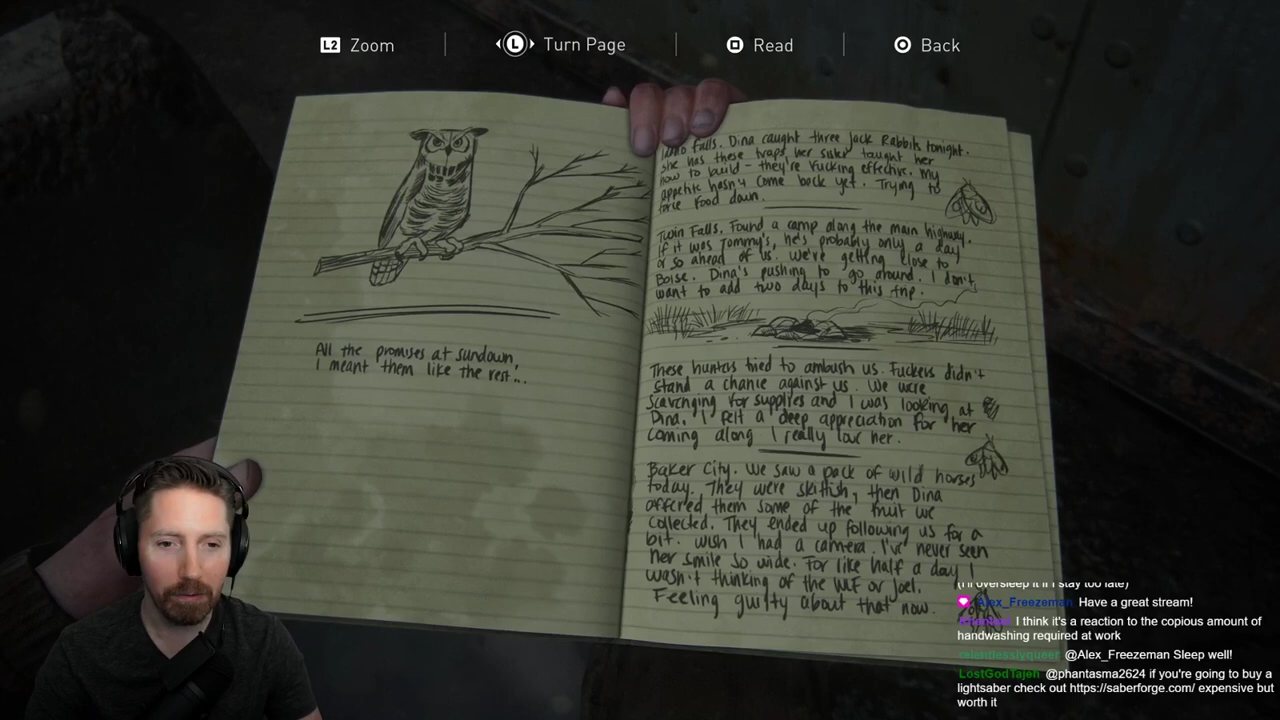 L2 Zoom
L Turn Page
Read
Back
All the promises at sundown,
I meant them like the rest...
Falls. Dina caught three Jack Rabbits tonight.
She has these traps her sister taught her
how to build - they're fucking effective. My
appetite hasn't come back yet. Trying to
force food down.
Twin Falls. Found a camp along the main highway.
If it was Tommy's, he's probably only a day
or so ahead of us. We're getting close to
Boise. Dina's pushing to go around. I don't
want to add two days to this trip.
These hunters tried to ambush us. Fuckers didn't
stand a chance against us. We were
scavenging for supplies and I was looking at
Dina. I felt a deep appreciation for her
coming along I really love her.
Baker City. We saw a pack of wild horses
today. They were skittish, then Dina
offered them some of the fruit we
collected. They ended up following us for a
bit. Wish I had a camera. I've never seen
her smile so wide. For like half a day I
wasn't thinking of the WLF or Joel.
Feeling guilty about that now.
(I'll oversleep it if I stay too late)
Alex_Freezeman Have a great stream!
I think it's a reaction to the copious amount of
handwashing required at work
relentlesslyqueer @Alex_Freezeman Sleep well!
LostGodTajeh @phantasma2624 if you're going to buy a
lightsaber check out https://saberforge.com/ expensive but
worth it